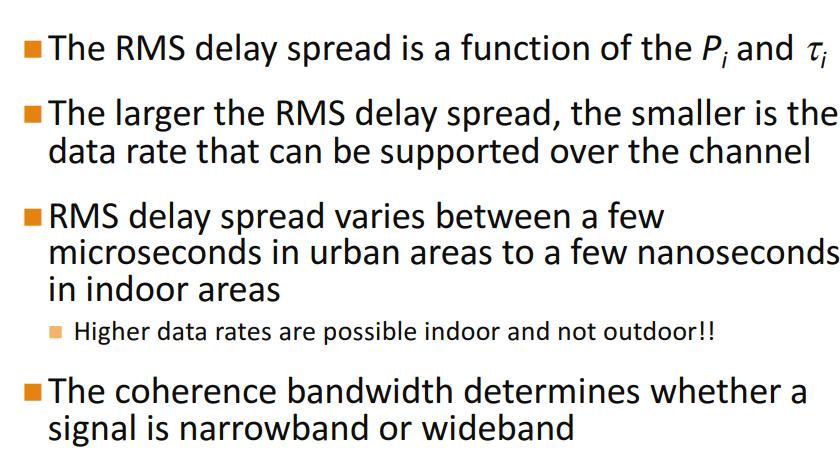 The RMS delay spread is a function of the Pi and τi
The larger the RMS delay spread, the smaller is the
data rate that can be supported over the channel
RMS delay spread varies between a few
microseconds in urban areas to a few nanoseconds
in indoor areas
Higher data rates are possible indoor and not outdoor!!
The coherence bandwidth determines whether a
signal is narrowband or wideband